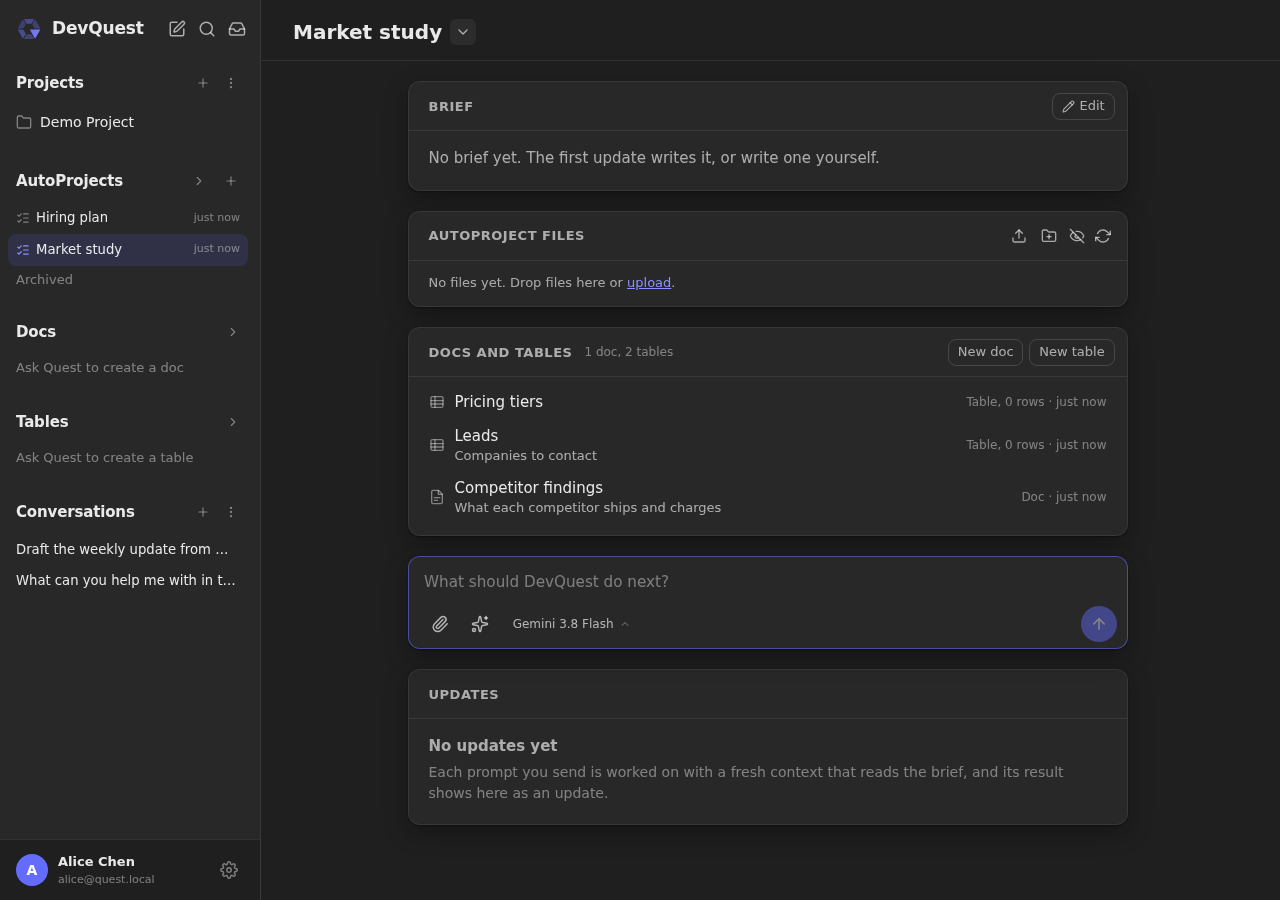 DevQuest
Projects
Demo Project
AutoProjects
Hiring plan just now
Market study just now
Archived
Docs
Ask Quest to create a doc
Tables
Ask Quest to create a table
Conversations
Draft the weekly update from ...
What can you help me with in t...
A
Alice Chen
alice@quest.local
Market study
BRIEF
Edit
No brief yet. The first update writes it, or write one yourself.
AUTOPROJECT FILES
No files yet. Drop files here or upload.
DOCS AND TABLES 1 doc, 2 tables
New doc New table
Pricing tiers
Table, 0 rows · just now
Leads
Companies to contact
Table, 0 rows · just now
Competitor findings
What each competitor ships and charges
Doc · just now
What should DevQuest do next?
Gemini 3.8 Flash
UPDATES
No updates yet
Each prompt you send is worked on with a fresh context that reads the brief, and its result
shows here as an update.